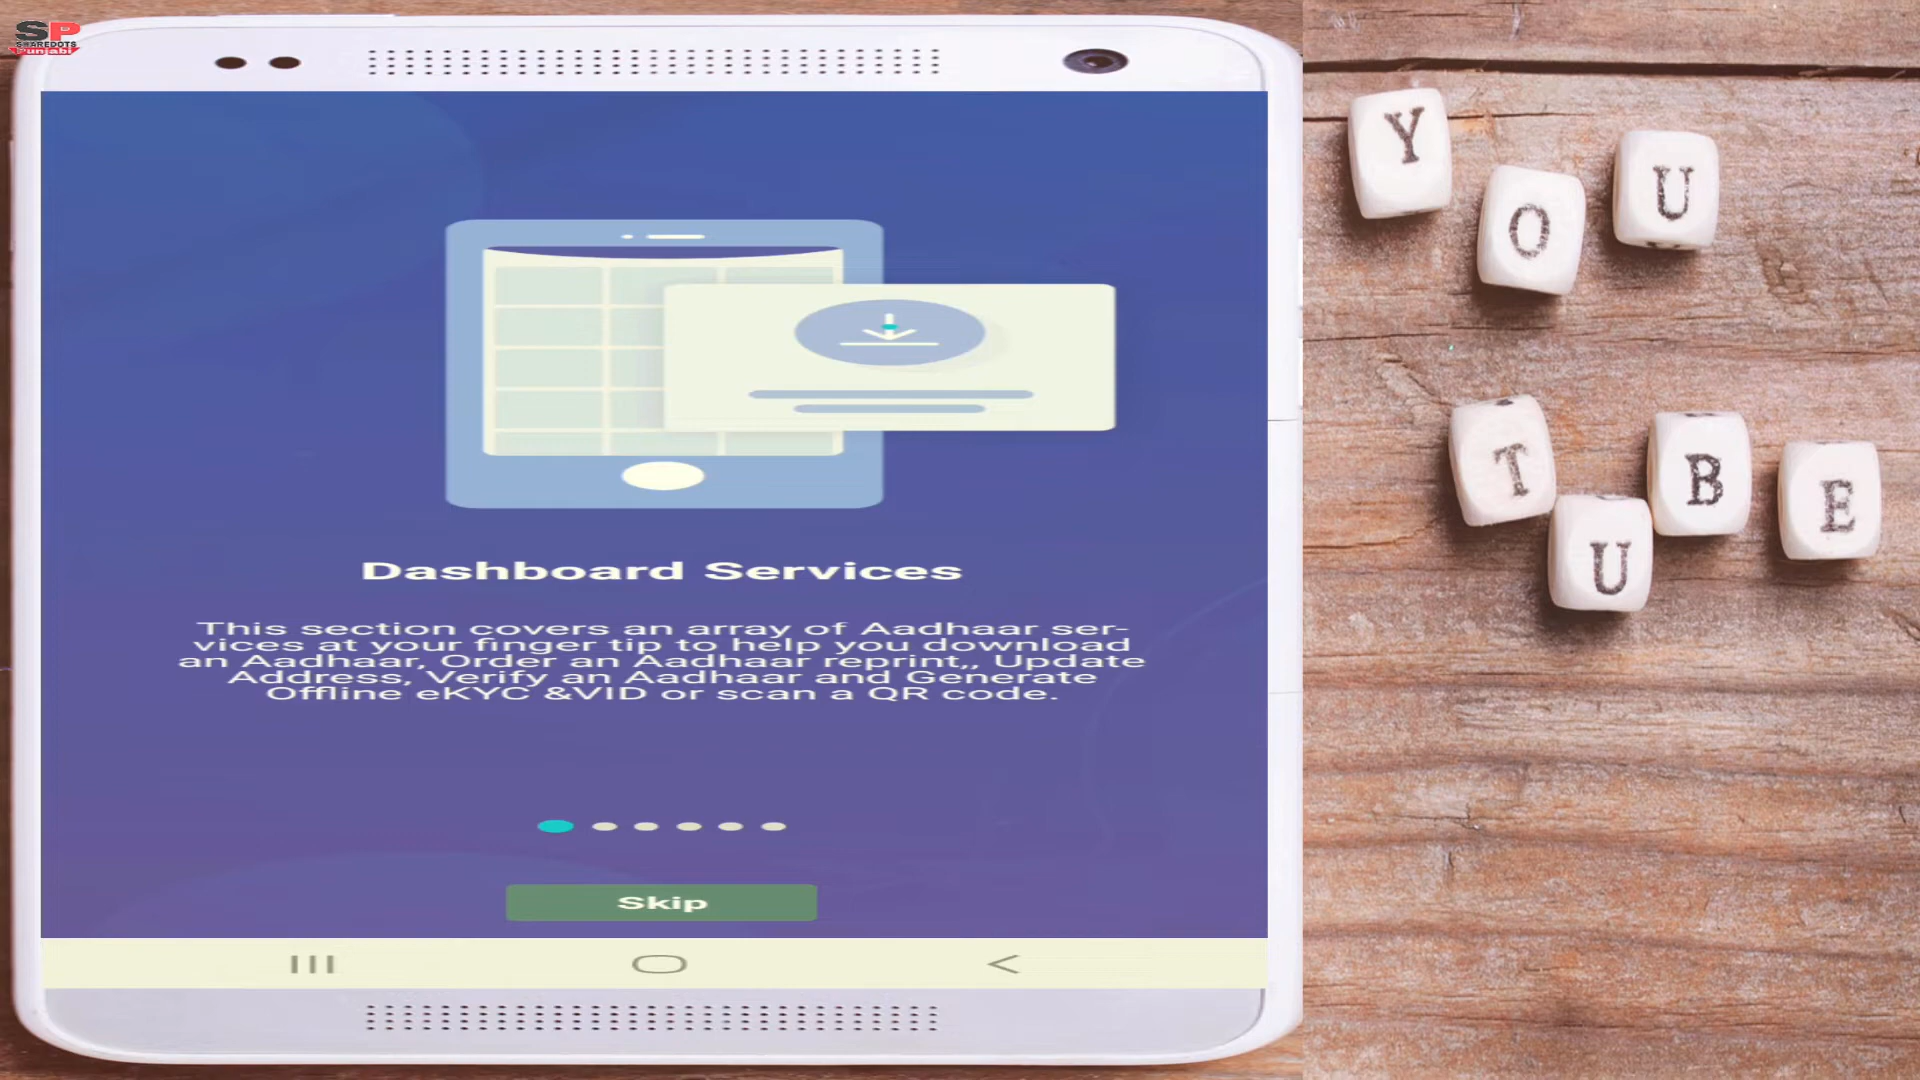 SP
SHAREDOTS
Punjabi
Y
O
U
T
U
B
E
Dashboard Services
This section covers an array of Aadhaar ser-
vices at your finger tip to help you download
an Aadhaar, Order an Aadhaar reprint,, Update
Address, Verify an Aadhaar and Generate
Offline eKYC &VID or scan a QR code.
Skip